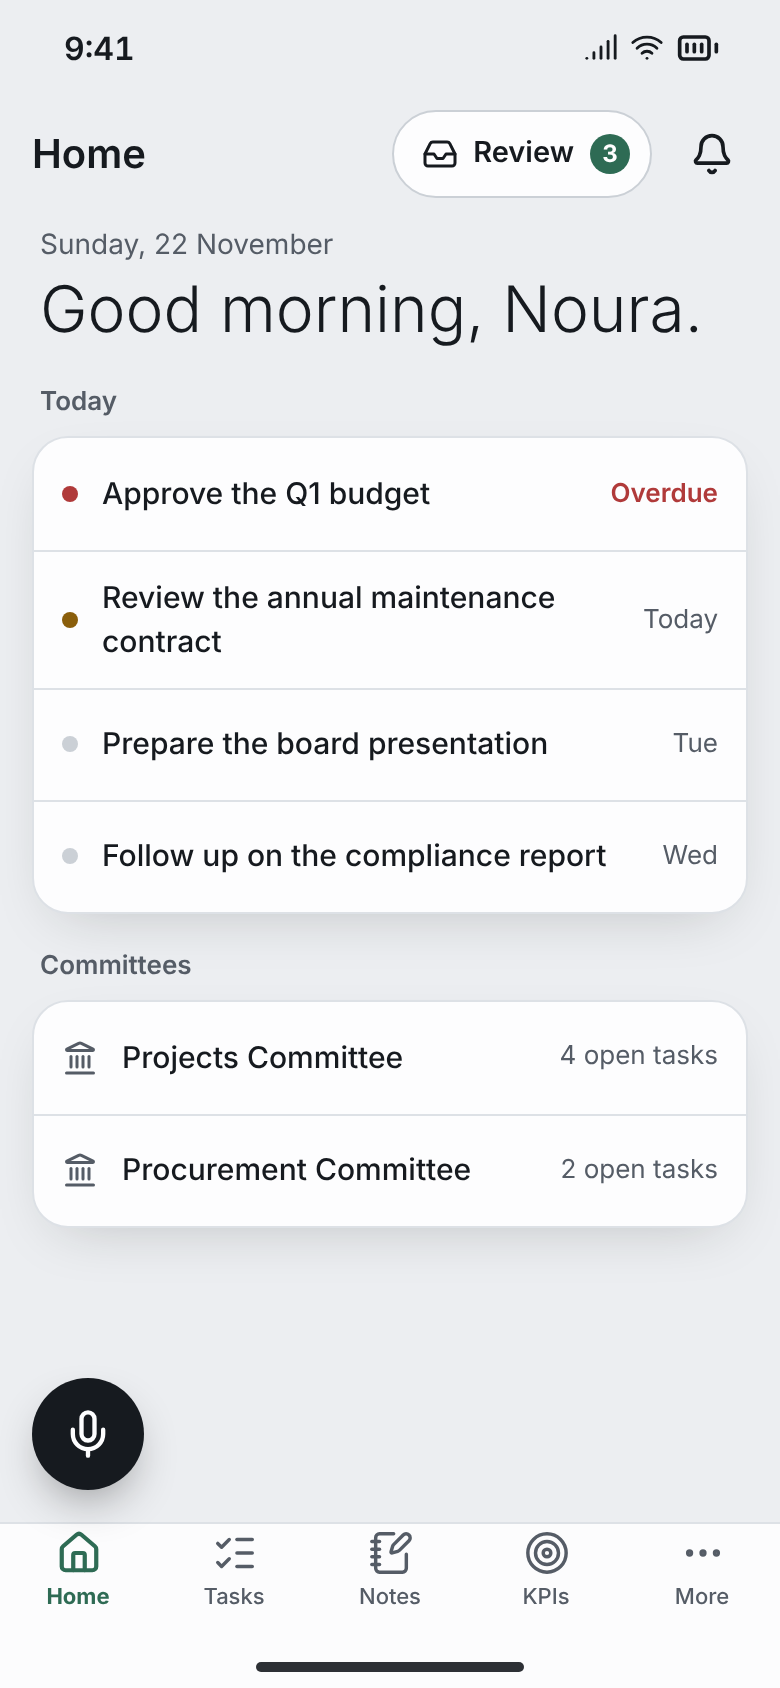 9:41
Home
Review 3
Sunday, 22 November
Good morning, Noura.
Today
Approve the Q1 budget Overdue
Review the annual maintenance
contract
Today
Prepare the board presentation Tue
Follow up on the compliance report Wed
Committees
Projects Committee 4 open tasks
Procurement Committee 2 open tasks
Home Tasks Notes KPIs More